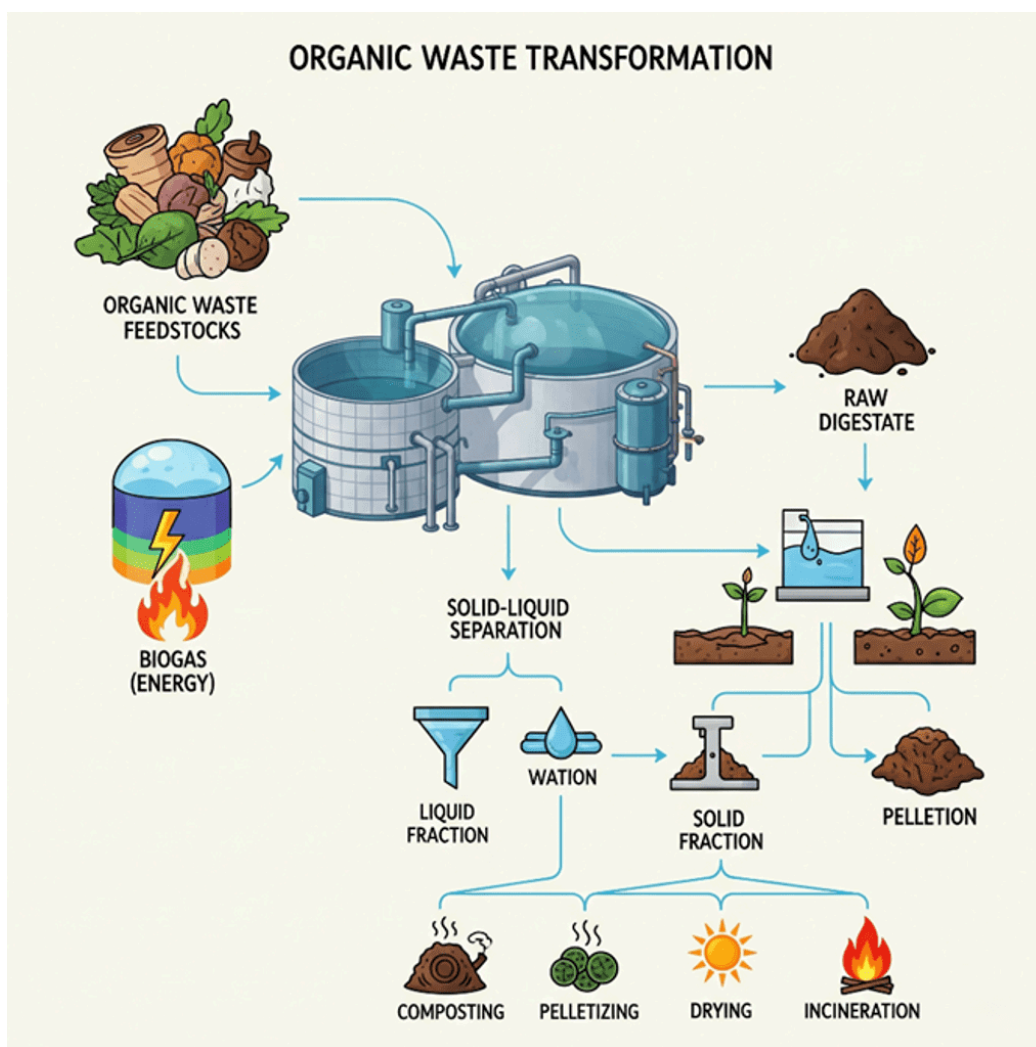 ORGANIC WASTE TRANSFORMATION
ORGANIC WASTE
FEEDSTOCKS
RAW
DIGESTATE
BIOGAS
(ENERGY)
SOLID-LIQUID
SEPARATION
LIQUID
FRACTION
WATION
SOLID
FRACTION
PELLETION
COMPOSTING
PELLETIZING
DRYING
INCINERATION